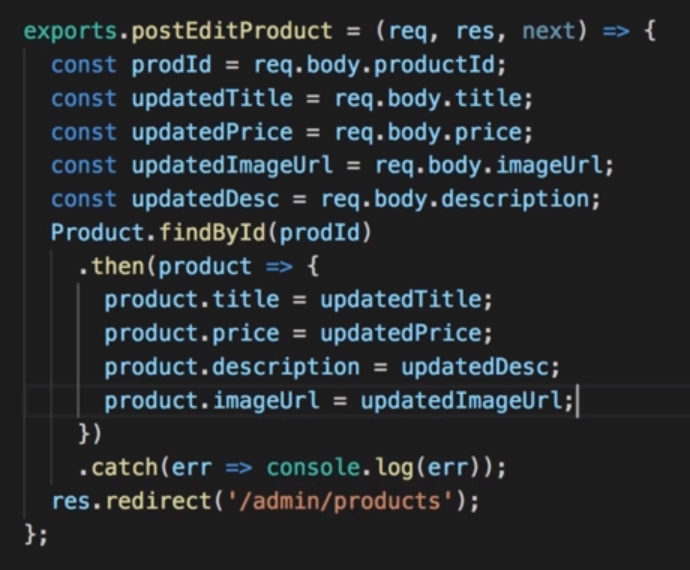 exports.postEditProduct = (req, res, next) => {
  const prodId = req.body.productId;
  const updatedTitle = req.body.title;
  const updatedPrice = req.body.price;
  const updatedImageUrl = req.body.imageUrl;
  const updatedDesc = req.body.description;
  Product.findById(prodId)
    .then(product => {
      product.title = updatedTitle;
      product.price = updatedPrice;
      product.description = updatedDesc;
      product.imageUrl = updatedImageUrl;
    })
    .catch(err => console.log(err));
  res.redirect('/admin/products');
};